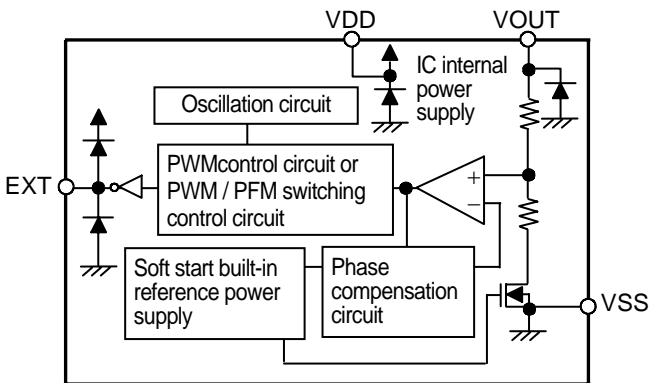 VDD
VOUT
IC internal
power
supply
Oscillation circuit
PWMcontrol circuit or
PWM / PFM switching
control circuit
EXT
+
−
Soft start built-in
reference power
supply
Phase
compensation
circuit
VSS